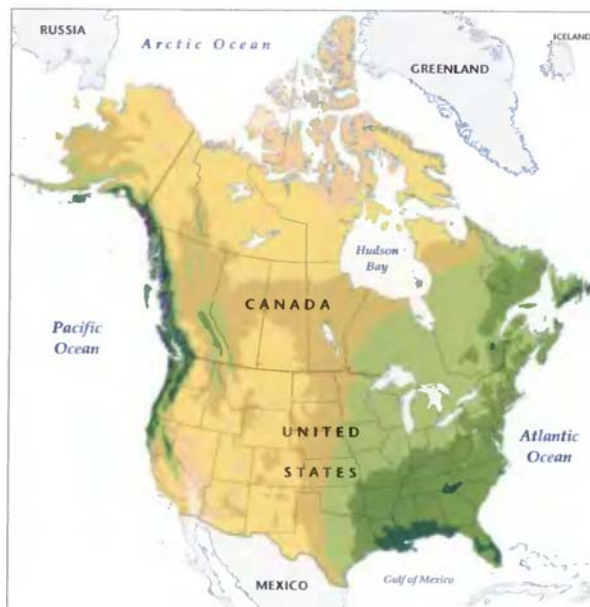 RUSSIA
Arctic Ocean
ICELAND
GREENLAND
Hudson
Bay
CANADA
Pacific
Ocean
UNITED
STATES
Atlantic
Ocean
MEXICO
Gulf of Mexico